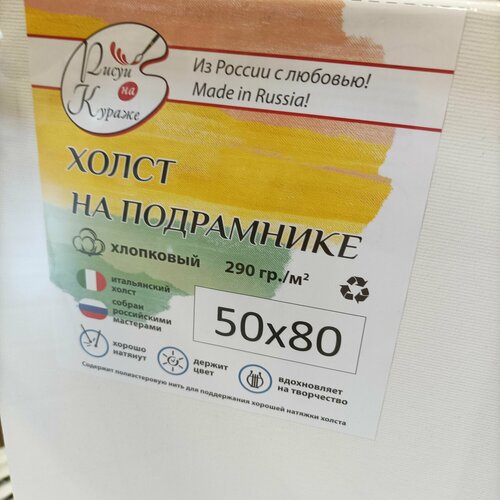 Рисуи
на
Кураже
Из России с любовью!
Made in Russia!
ХОЛСТ
НА ПОДРАМНИКЕ
хлопковый 290 гр./м²
итальянский
холст
собран
российскими
мастерами
50x80
хорошо
натянут
держит
цвет
вдохновляет
на творчество
Содержит полиэстеровую нить для поддержания хорошей натяжки холста